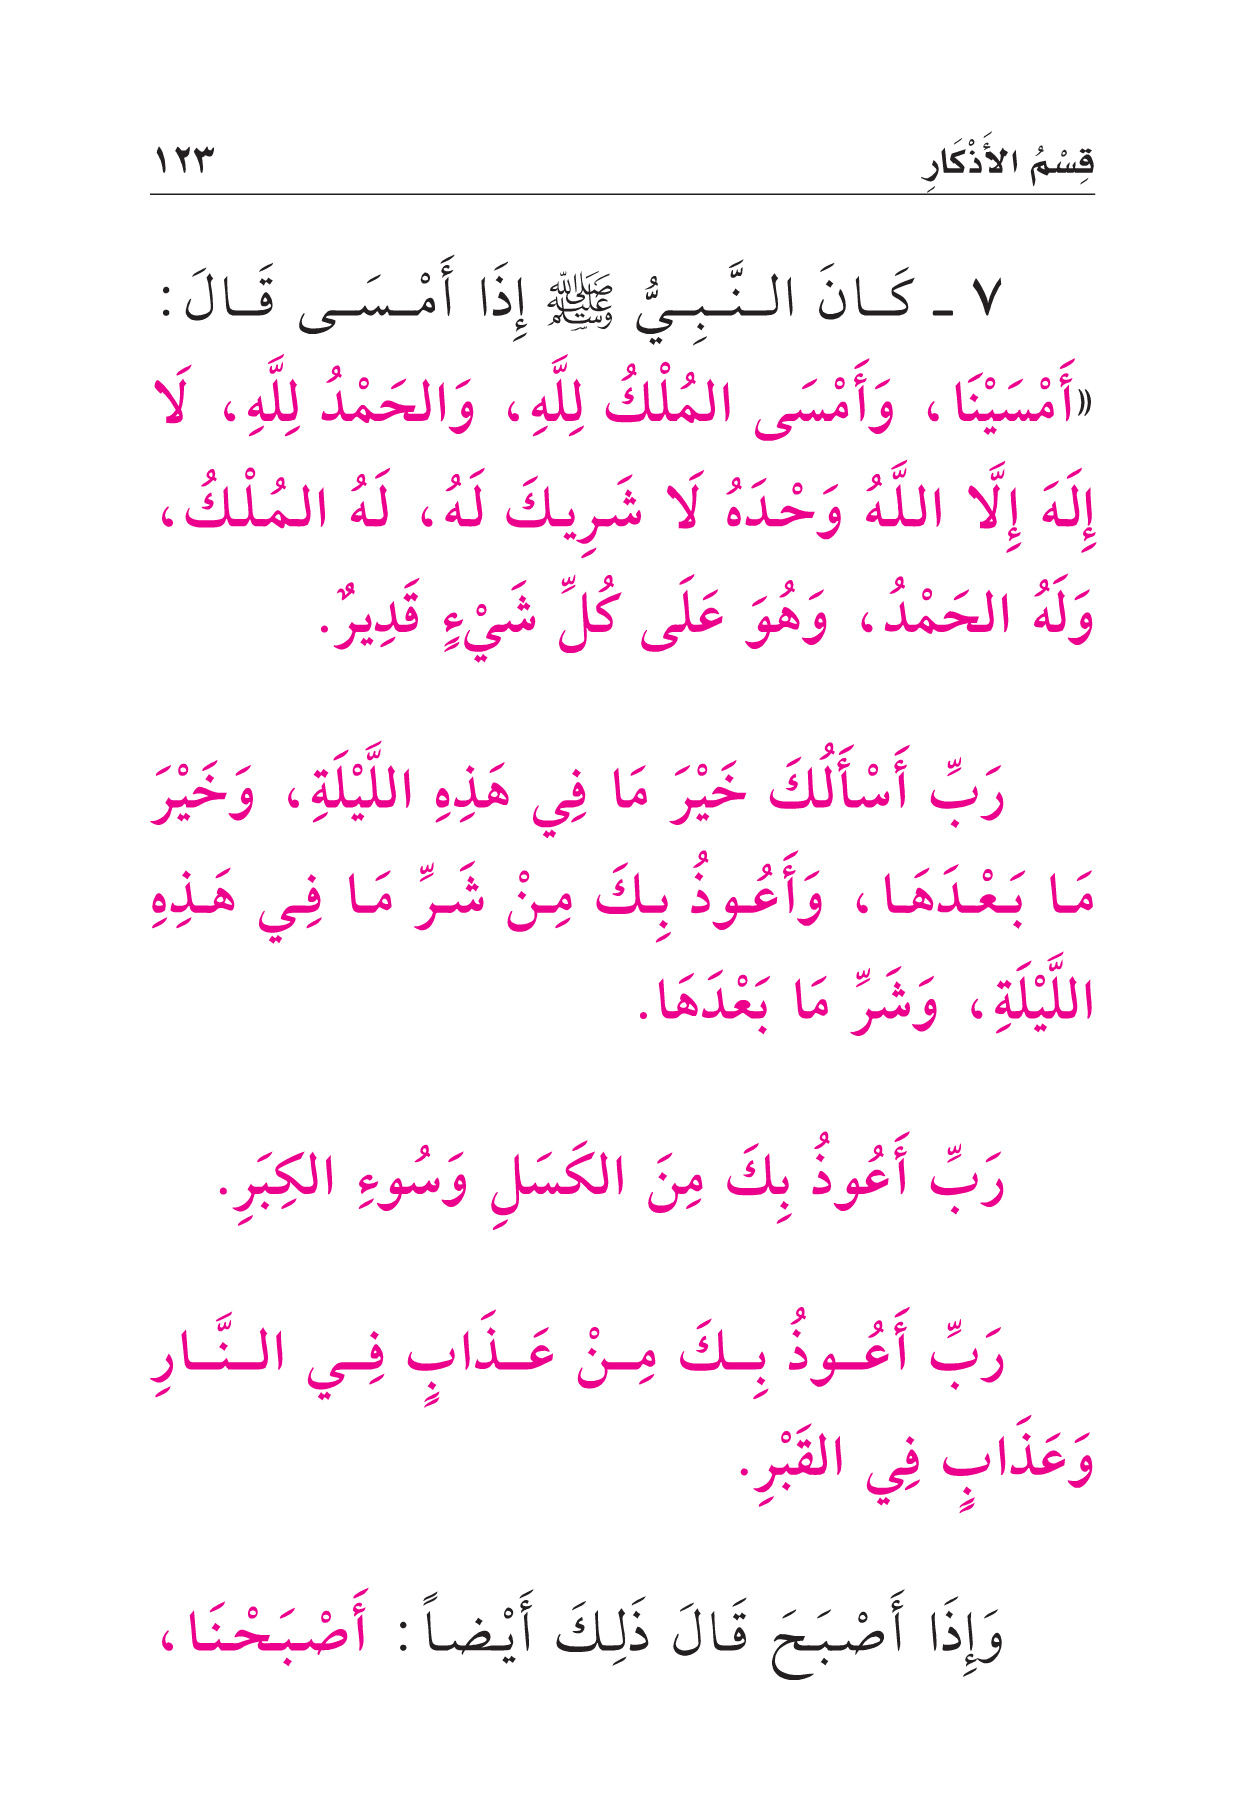 قِسْمُ الأَذْكَارِ ١٢٣
٧ ـ كَانَ النَّبِيُّ ﷺ إِذَا أَمْسَى قَالَ:
«أَمْسَيْنَا، وَأَمْسَى المُلْكُ لِلَّهِ، وَالحَمْدُ لِلَّهِ، لَا
إِلَهَ إِلَّا اللَّهُ وَحْدَهُ لَا شَرِيكَ لَهُ، لَهُ المُلْكُ،
وَلَهُ الحَمْدُ، وَهُوَ عَلَى كُلِّ شَيْءٍ قَدِيرٌ.
رَبِّ أَسْأَلُكَ خَيْرَ مَا فِي هَذِهِ اللَّيْلَةِ، وَخَيْرَ
مَا بَعْدَهَا، وَأَعُوذُ بِكَ مِنْ شَرِّ مَا فِي هَذِهِ
اللَّيْلَةِ، وَشَرِّ مَا بَعْدَهَا.
رَبِّ أَعُوذُ بِكَ مِنَ الكَسَلِ وَسُوءِ الكِبَرِ.
رَبِّ أَعُوذُ بِكَ مِنْ عَذَابٍ فِي النَّارِ
وَعَذَابٍ فِي القَبْرِ.
وَإِذَا أَصْبَحَ قَالَ ذَلِكَ أَيْضاً: أَصْبَحْنَا،